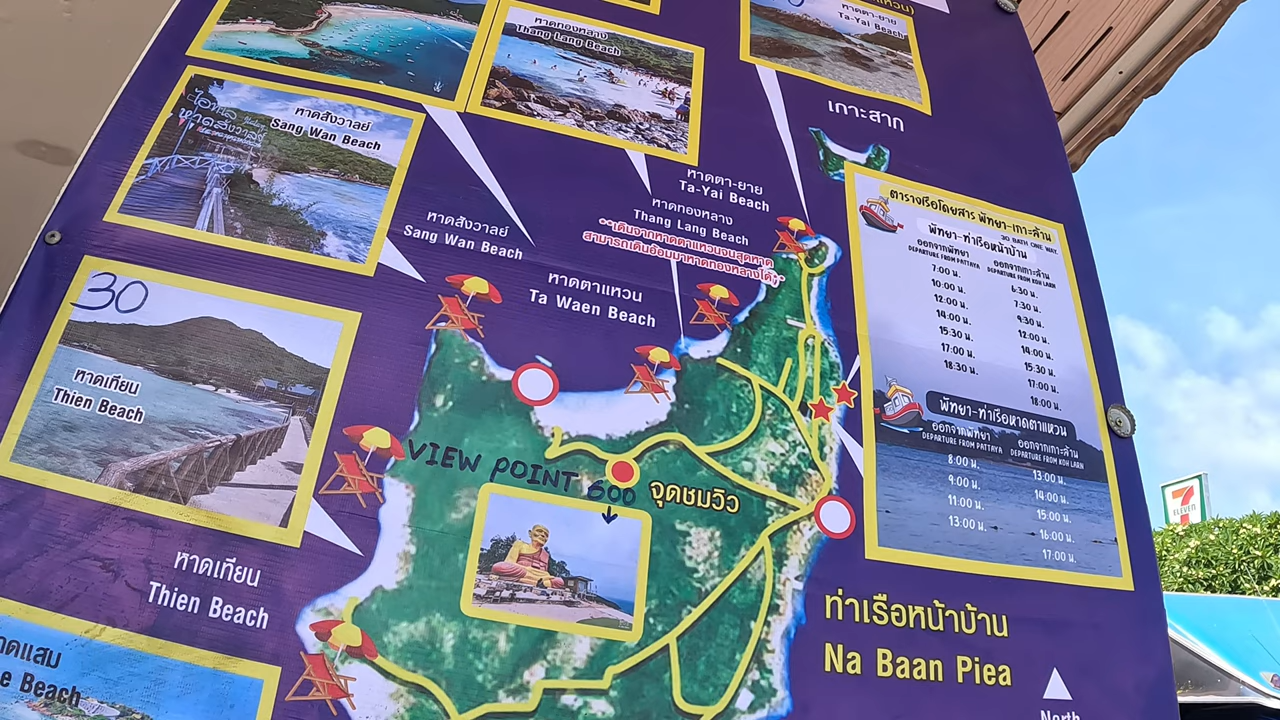 หาดทองหลาง
Thang Lang Beach
Ta-Yai Beach
หาดสังวาลย์
Sang Wan Beach
เกาะสาก
หาดตา-ยาย
Ta-Yai Beach
หาดทองหลาง
Thang Lang Beach
**เดินจากหาดตาแหวนจนสุดหาด
สามารถเดินอ้อมมาหาดทองหลางได้**
หาดสังวาลย์
Sang Wan Beach
หาดตาแหวน
Ta Waen Beach
30
หาดเทียน
Thien Beach
VIEW POINT 600
จุดชมวิว
หาดเทียน
Thien Beach
ดแสม
e Beach
ท่าเรือหน้าบ้าน
Na Baan Piea
North
ตารางเรือโดยสาร พัทยา-เกาะล้าน
30 BATH ONE WAY.
พัทยา-ท่าเรือหน้าบ้าน
ออกจากพัทยา ออกจากเกาะล้าน
DEPARTURE FROM PATTAYA DEPARTURE FROM KOH LARN
7:00 น. 6:30 น.
10:00 น. 7:30 น.
12:00 น. 9:30 น.
14:00 น. 12:00 น.
15:30 น. 14:00 น.
17:00 น. 15:30 น.
18:30 น. 17:00 น.
18:00 น.
พัทยา-ท่าเรือหาดตาแหวน
ออกจากพัทยา ออกจากเกาะล้าน
DEPARTURE FROM PATTAYA DEPARTURE FROM KOH LARN
8:00 น. 13:00 น.
9:00 น. 14:00 น.
11:00 น. 15:00 น.
13:00 น. 16:00 น.
17:00 น.
7
ELEVEN